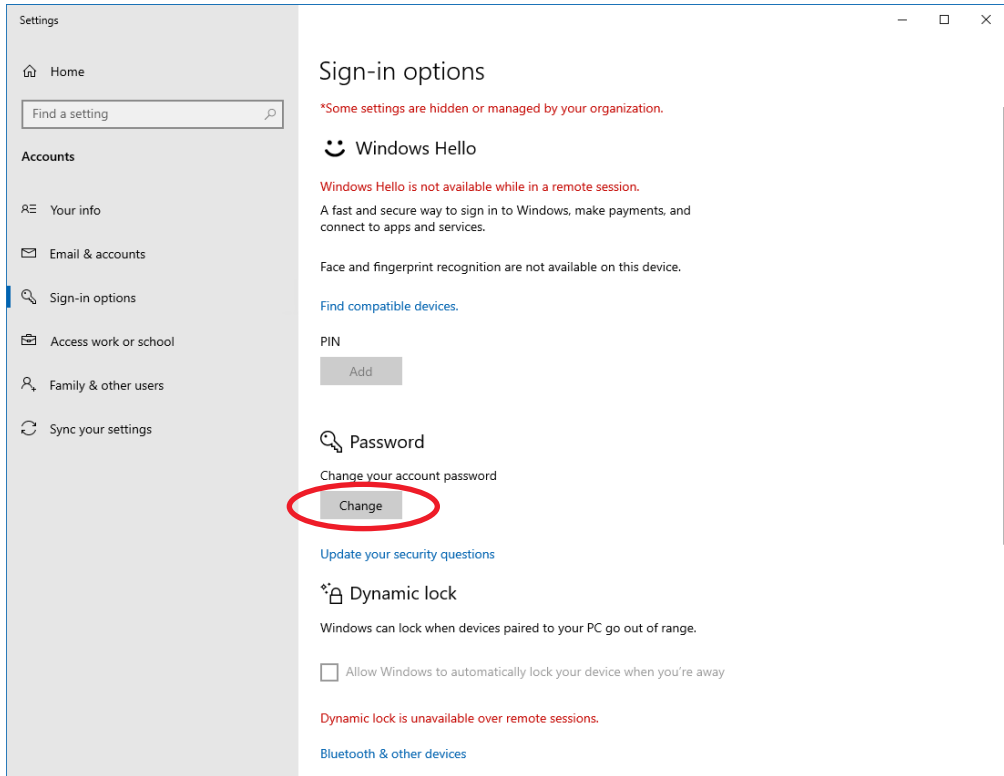 Settings
Home
Find a setting
Accounts
Your info
Email & accounts
Sign-in options
Access work or school
Family & other users
Sync your settings
Sign-in options
*Some settings are hidden or managed by your organization.
Windows Hello
Windows Hello is not available while in a remote session.
A fast and secure way to sign in to Windows, make payments, and
connect to apps and services.
Face and fingerprint recognition are not available on this device.
Find compatible devices.
PIN
Add
Password
Change your account password
Change
Update your security questions
Dynamic lock
Windows can lock when devices paired to your PC go out of range.
Allow Windows to automatically lock your device when you're away
Dynamic lock is unavailable over remote sessions.
Bluetooth & other devices